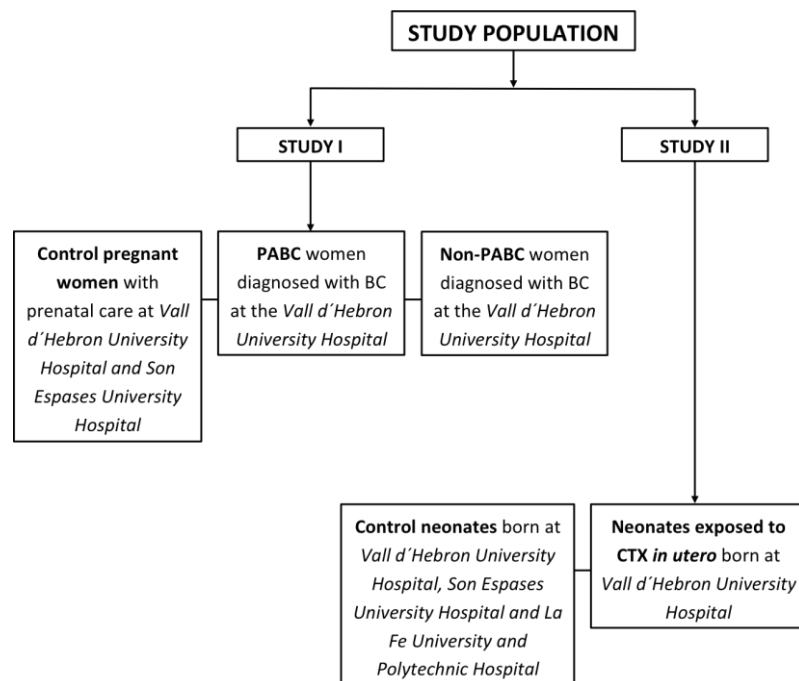 STUDY POPULATION
STUDY I
STUDY II
Control pregnant
women with
prenatal care at Vall
d´Hebron University
Hospital and Son
Espases University
Hospital
PABC women
diagnosed with BC
at the Vall d´Hebron
University Hospital
Non-PABC women
diagnosed with BC
at the Vall d´Hebron
University Hospital
Control neonates born at
Vall d´Hebron University
Hospital, Son Espases
University Hospital and La
Fe University and
Polytechnic Hospital
Neonates exposed to
CTX in utero born at
Vall d´Hebron University
Hospital